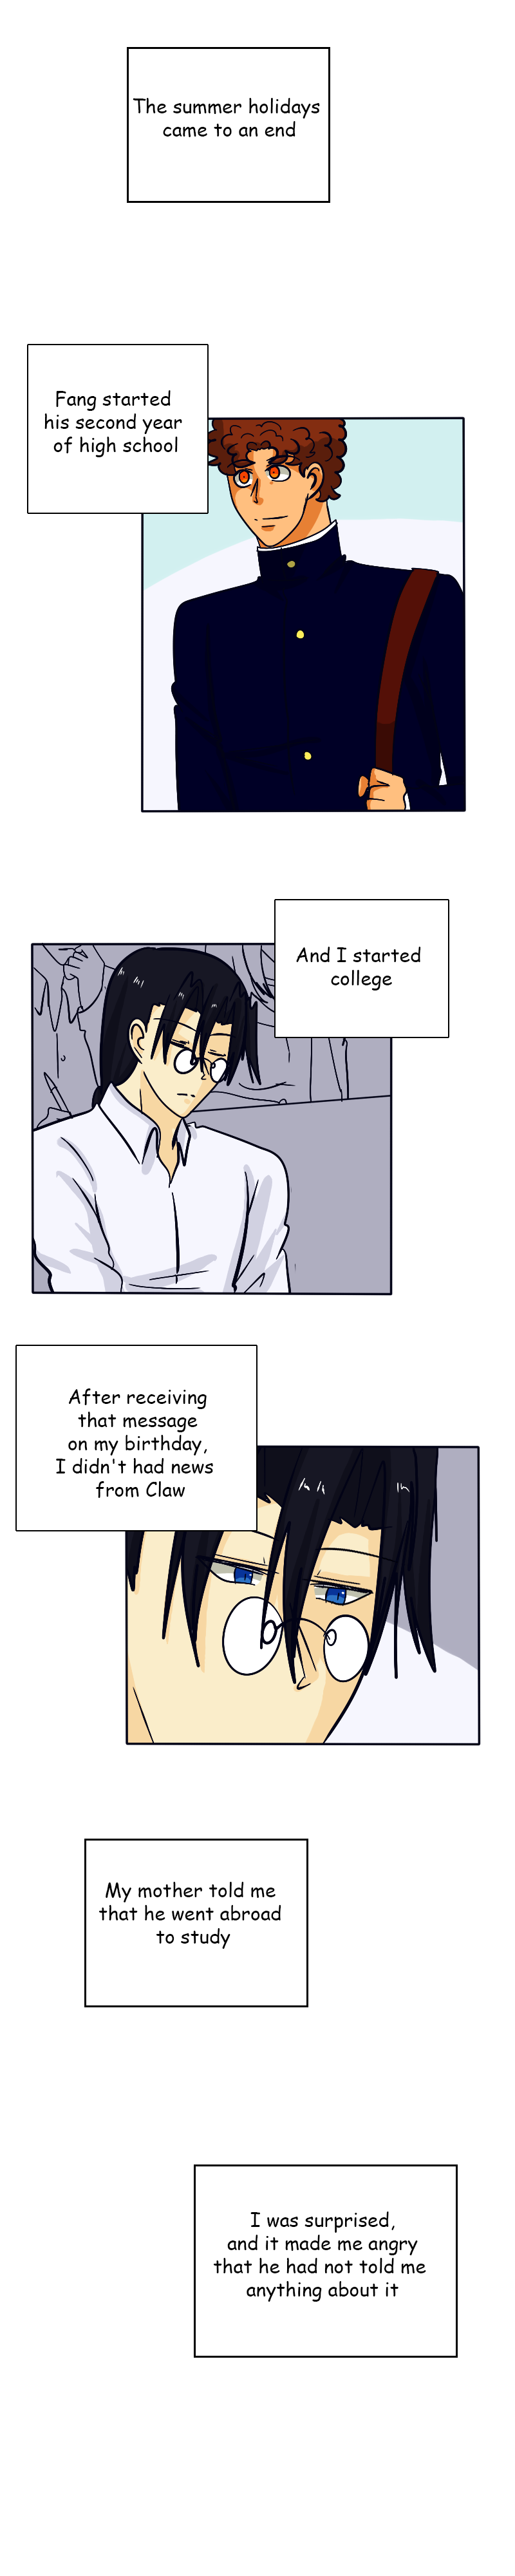 The summer holidays
came to an end
Fang started
his second year
of high school
And I started
college
After receiving
that message
on my birthday,
I didn't had news
from Claw
My mother told me
that he went abroad
to study
I was surprised,
and it made me angry
that he had not told me
anything about it